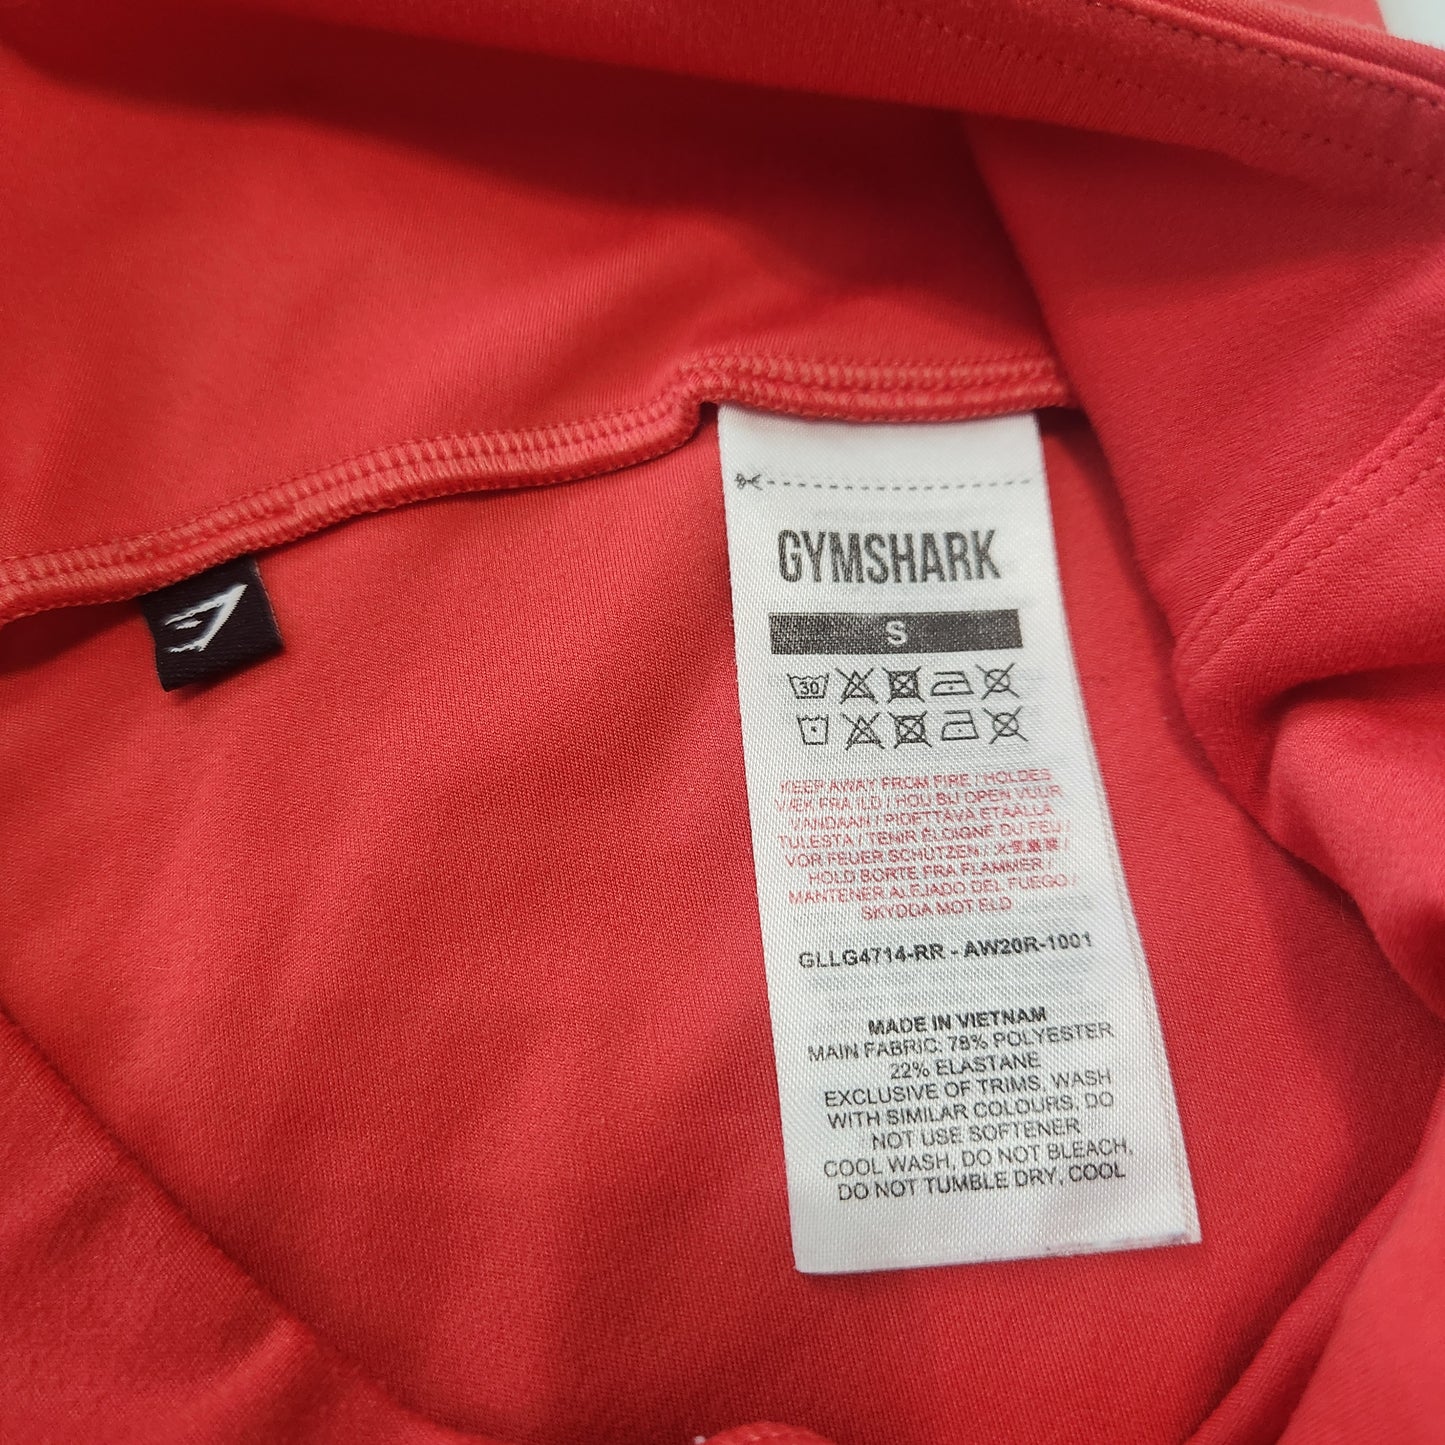 GYMSHARK
S
30
KEEP AWAY FROM FIRE / HOLDES
VÆK FRA ILD / HOU BIJ OPEN VUUR
VANDAAN / PIDETTÄVÄ ETÄÄLLÄ
TULESTA / TENIR ÉLOIGNÉ DU FEU /
VOR FEUER SCHÜTZEN /
HOLD BORTE FRA FLAMMER /
MANTENER ALEJADO DEL FUEGO /
SKYDDA MOT ELD
GLLG4714-RR - AW20R-1001
MADE IN VIETNAM
MAIN FABRIC: 78% POLYESTER
22% ELASTANE
EXCLUSIVE OF TRIMS, WASH
WITH SIMILAR COLOURS, DO
NOT USE SOFTENER
COOL WASH, DO NOT BLEACH,
DO NOT TUMBLE DRY, COOL